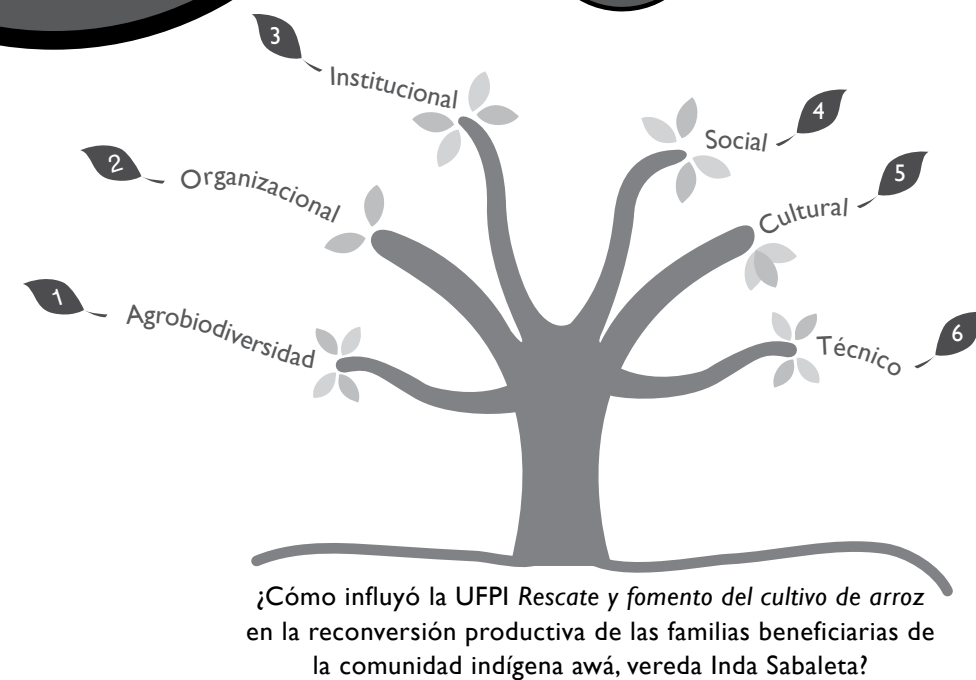 3
Institucional
4
Social
2
Organizacional
5
Cultural
1
Agrobiodiversidad
6
Técnico
¿Cómo influyó la UFPI Rescate y fomento del cultivo de arroz
en la reconversión productiva de las familias beneficiarias de
la comunidad indígena awá, vereda Inda Sabaleta?